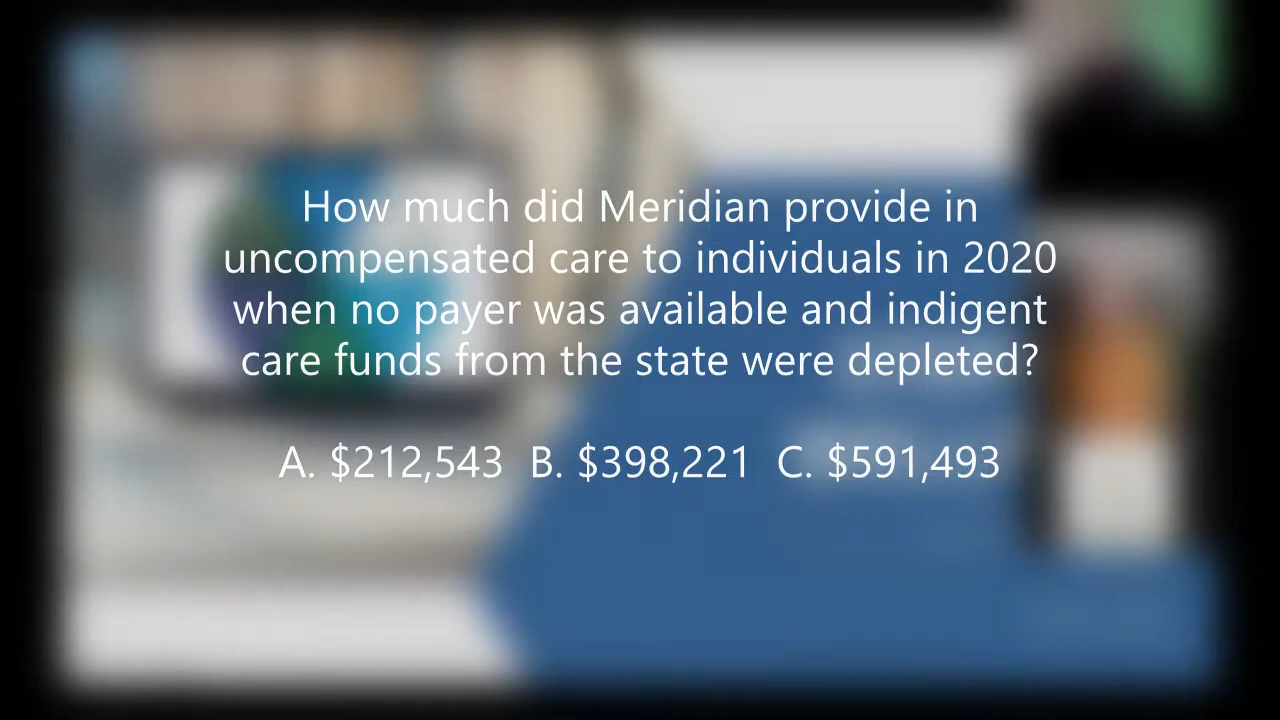 How much did Meridian provide in
uncompensated care to individuals in 2020
when no payer was available and indigent
care funds from the state were depleted?
A. $212,543 B. $398,221 C. $591,493